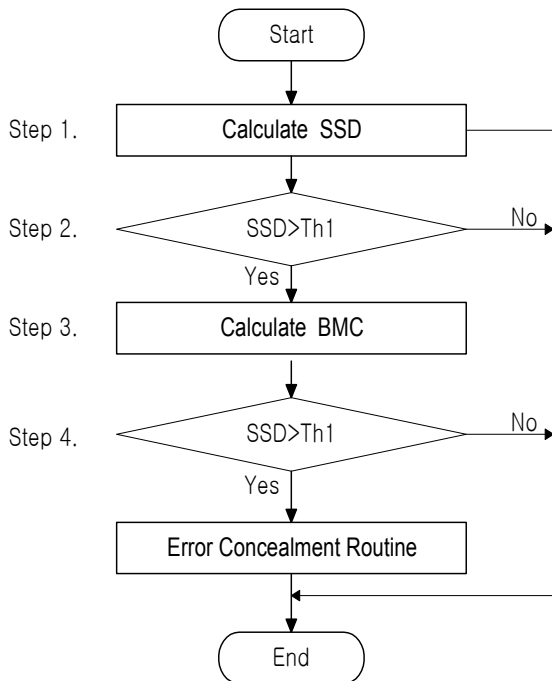 Start
Step 1.
Calculate SSD
Step 2.
SSD>Th1
No
Yes
Step 3.
Calculate BMC
Step 4.
SSD>Th1
No
Yes
Error Concealment Routine
End